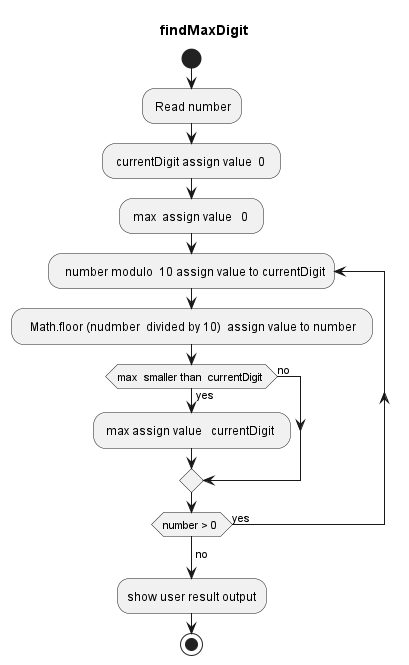 findMaxDigit
Read number
currentDigit assign value 0
max assign value 0
number modulo 10 assign value to currentDigit
Math.floor (nudmber divided by 10) assign value to number
max smaller than currentDigit
no
yes
max assign value currentDigit
number > 0
yes
no
show user result output